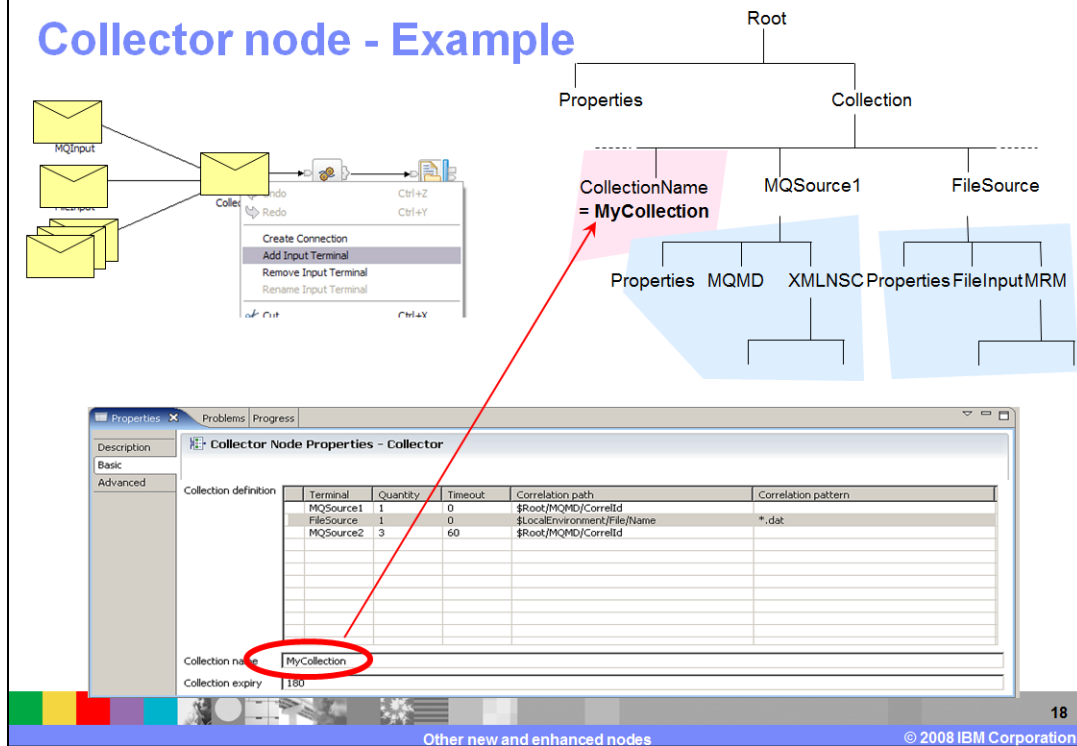 Collector node - Example
Root
Properties Collection
CollectionName
= MyCollection
MQSource1
FileSource
Properties MQMD XMLNSC
Properties FileInput MRM
MQInput
Redo Ctrl+Y
Ctrl+Z
Create Connection
Add Input Terminal
Remove Input Terminal
Rename Input Terminal
Cut Ctrl+X
Properties Problems Progress
Description
Basic
Advanced
Collector Node Properties - Collector
Collection definition
Terminal Quantity Timeout Correlation path Correlation pattern
MQSource1 1 0 $Root/MQMD/CorrelId
FileSource 1 0 $LocalEnvironment/File/Name *.dat
MQSource2 3 60 $Root/MQMD/CorrelId
Collection name MyCollection
Collection expiry 180
18
Other new and enhanced nodes
© 2008 IBM Corporation